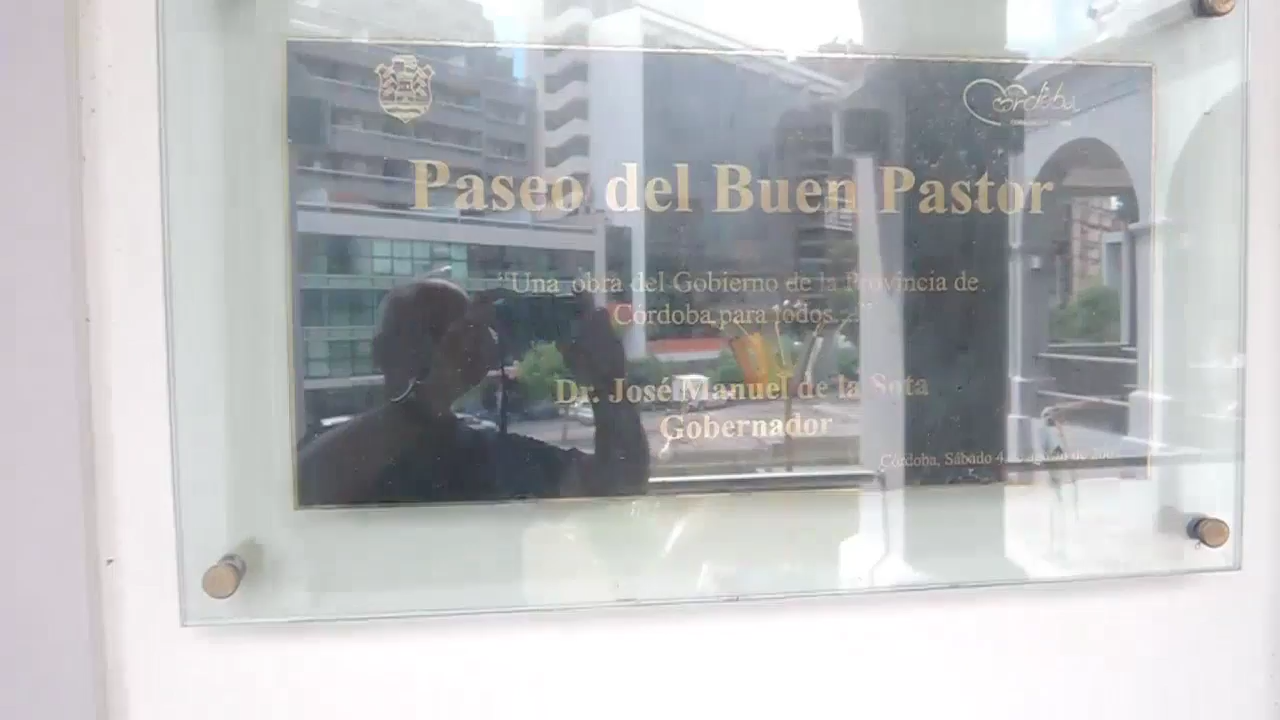 Córdoba
Paseo del Buen Pastor
“Una obra del Gobierno de la Provincia de
Córdoba para todos...”
Dr. José Manuel de la Sota
Gobernador
Córdoba, Sábado 4 de